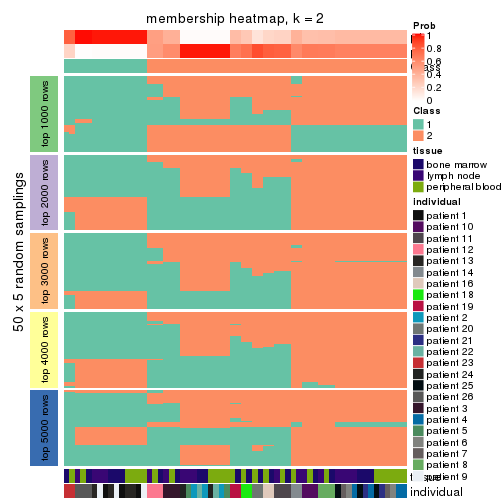 membership heatmap, k = 2
50 x 5 random samplings
top 1000 rows
top 2000 rows
top 3000 rows
top 4000 rows
top 5000 rows
Prob
1
0.8
0.6
0.4
0.2
0
Class
1
2
tissue
bone marrow
lymph node
peripheral blood
individual
patient 1
patient 10
patient 11
patient 12
patient 13
patient 14
patient 16
patient 18
patient 19
patient 2
patient 20
patient 21
patient 22
patient 23
patient 24
patient 25
patient 26
patient 3
patient 4
patient 5
patient 6
patient 7
patient 8
patient 9
individual